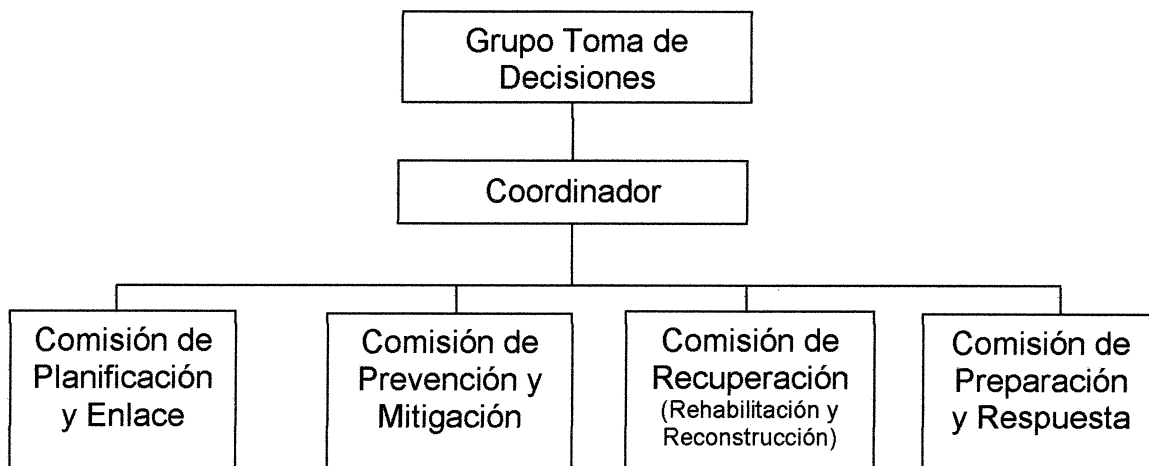 Grupo Toma de
Decisiones
Coordinador
Comisión de
Planificación
y Enlace
Comisión de
Prevención y
Mitigación
Comisión de
Recuperación
(Rehabilitación y
Reconstrucción)
Comisión de
Preparación
y Respuesta